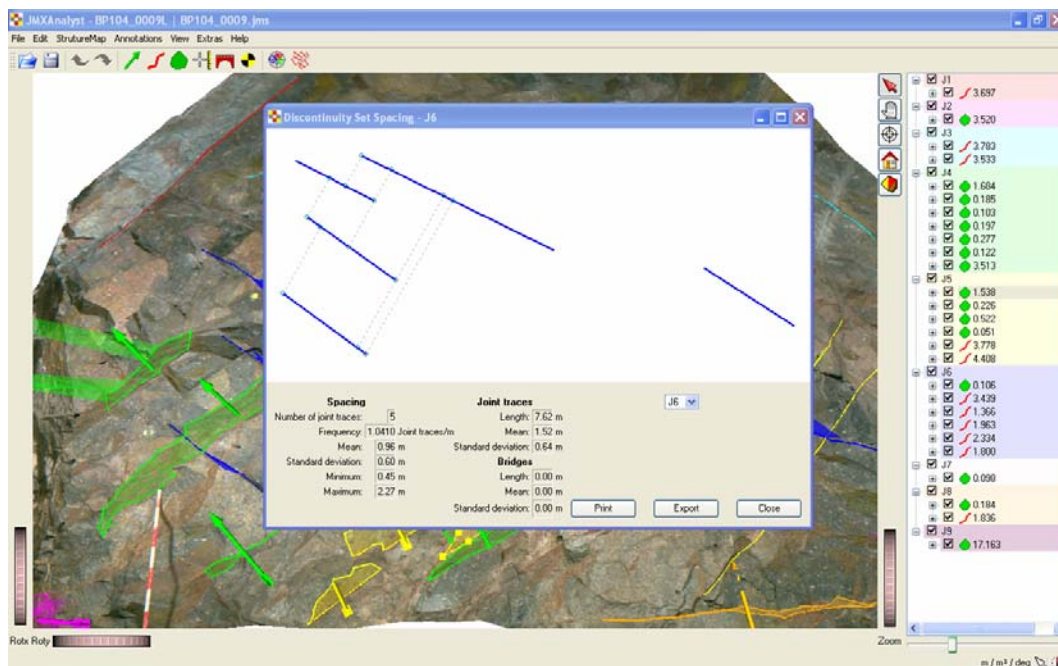 JMXAnalyst - BP104_0009L | BP104_0009.jms
File Edit StrutureMap Annotations View Extras Help
Discontinuity Set Spacing - J6
Spacing
Number of joint traces: 5
Frequency: 1.0410 Joint traces/m
Mean: 0.96 m
Standard deviation: 0.60 m
Minimum: 0.45 m
Maximum: 2.27 m
Joint traces
Length: 7.62 m
Mean: 1.52 m
Standard deviation: 0.64 m
Bridges
Length: 0.00 m
Mean: 0.00 m
Standard deviation: 0.00 m
J6
Print Export Close
J1
3.697
J2
3.520
J3
3.783
3.533
J4
1.684
0.185
0.103
0.197
0.277
0.122
3.513
J5
1.538
0.226
0.522
0.051
3.778
4.408
J6
0.106
3.439
1.366
1.963
2.334
1.800
J7
0.098
J8
0.184
1.836
J9
17.163
Rotx Roty
Zoom
m / m³ / deg